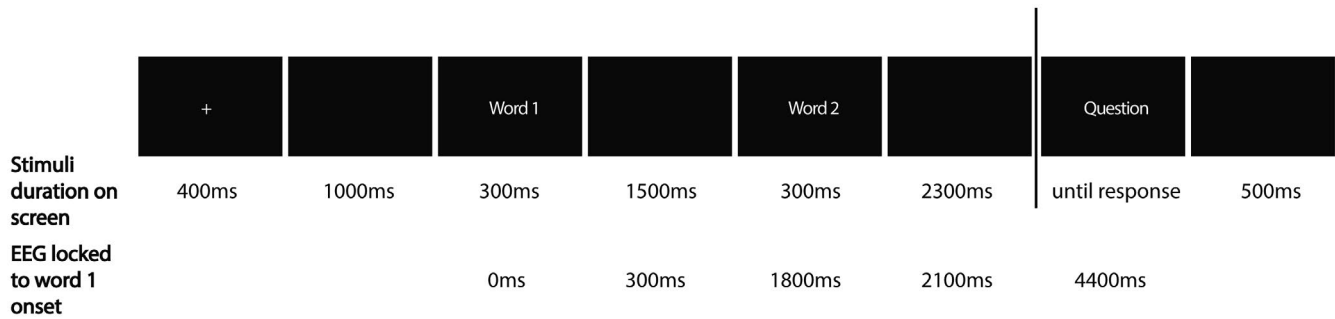 + Word 1 Word 2 Question
Stimuli
duration on 400ms 1000ms 300ms 1500ms 300ms 2300ms until response 500ms
screen
EEG locked
to word 1 0ms 300ms 1800ms 2100ms 4400ms
onset